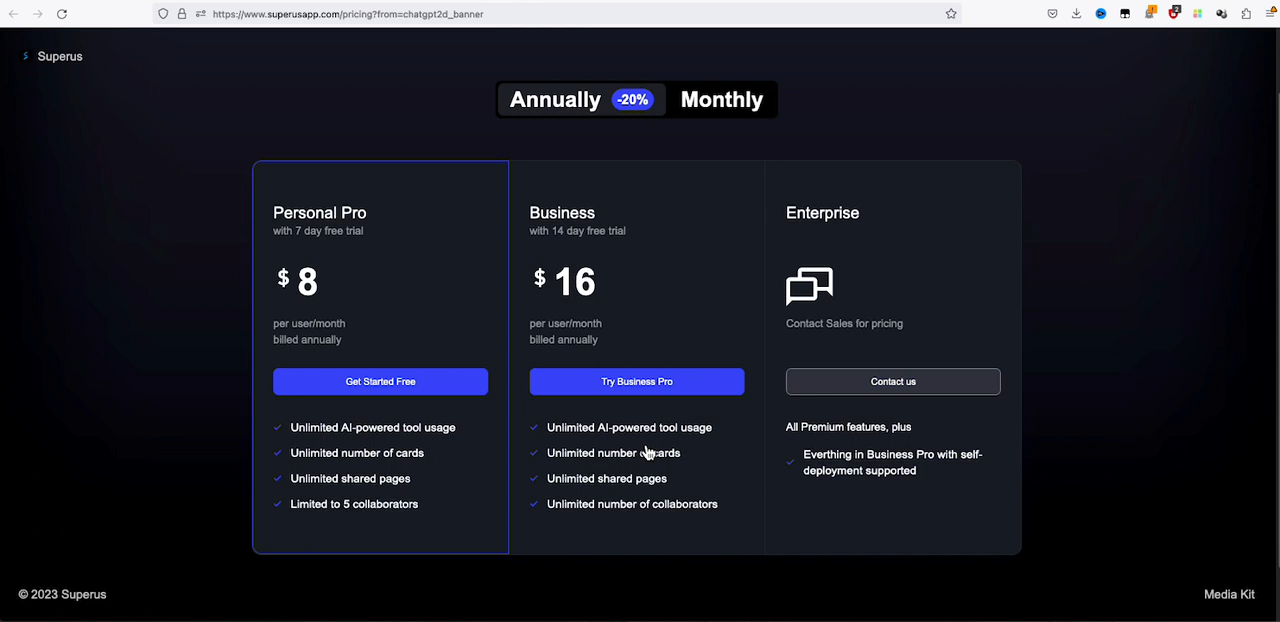 https://www.superusapp.com/pricing?from=chatgpt2d_banner
Superus
Annually -20% Monthly
Personal Pro
with 7 day free trial
$ 8
per user/month
billed annually
Get Started Free
Unlimited AI-powered tool usage
Unlimited number of cards
Unlimited shared pages
Limited to 5 collaborators
Business
with 14 day free trial
$ 16
per user/month
billed annually
Try Business Pro
Unlimited AI-powered tool usage
Unlimited number of cards
Unlimited shared pages
Unlimited number of collaborators
Enterprise
Contact Sales for pricing
Contact us
All Premium features, plus
Everthing in Business Pro with self-
deployment supported
© 2023 Superus
Media Kit